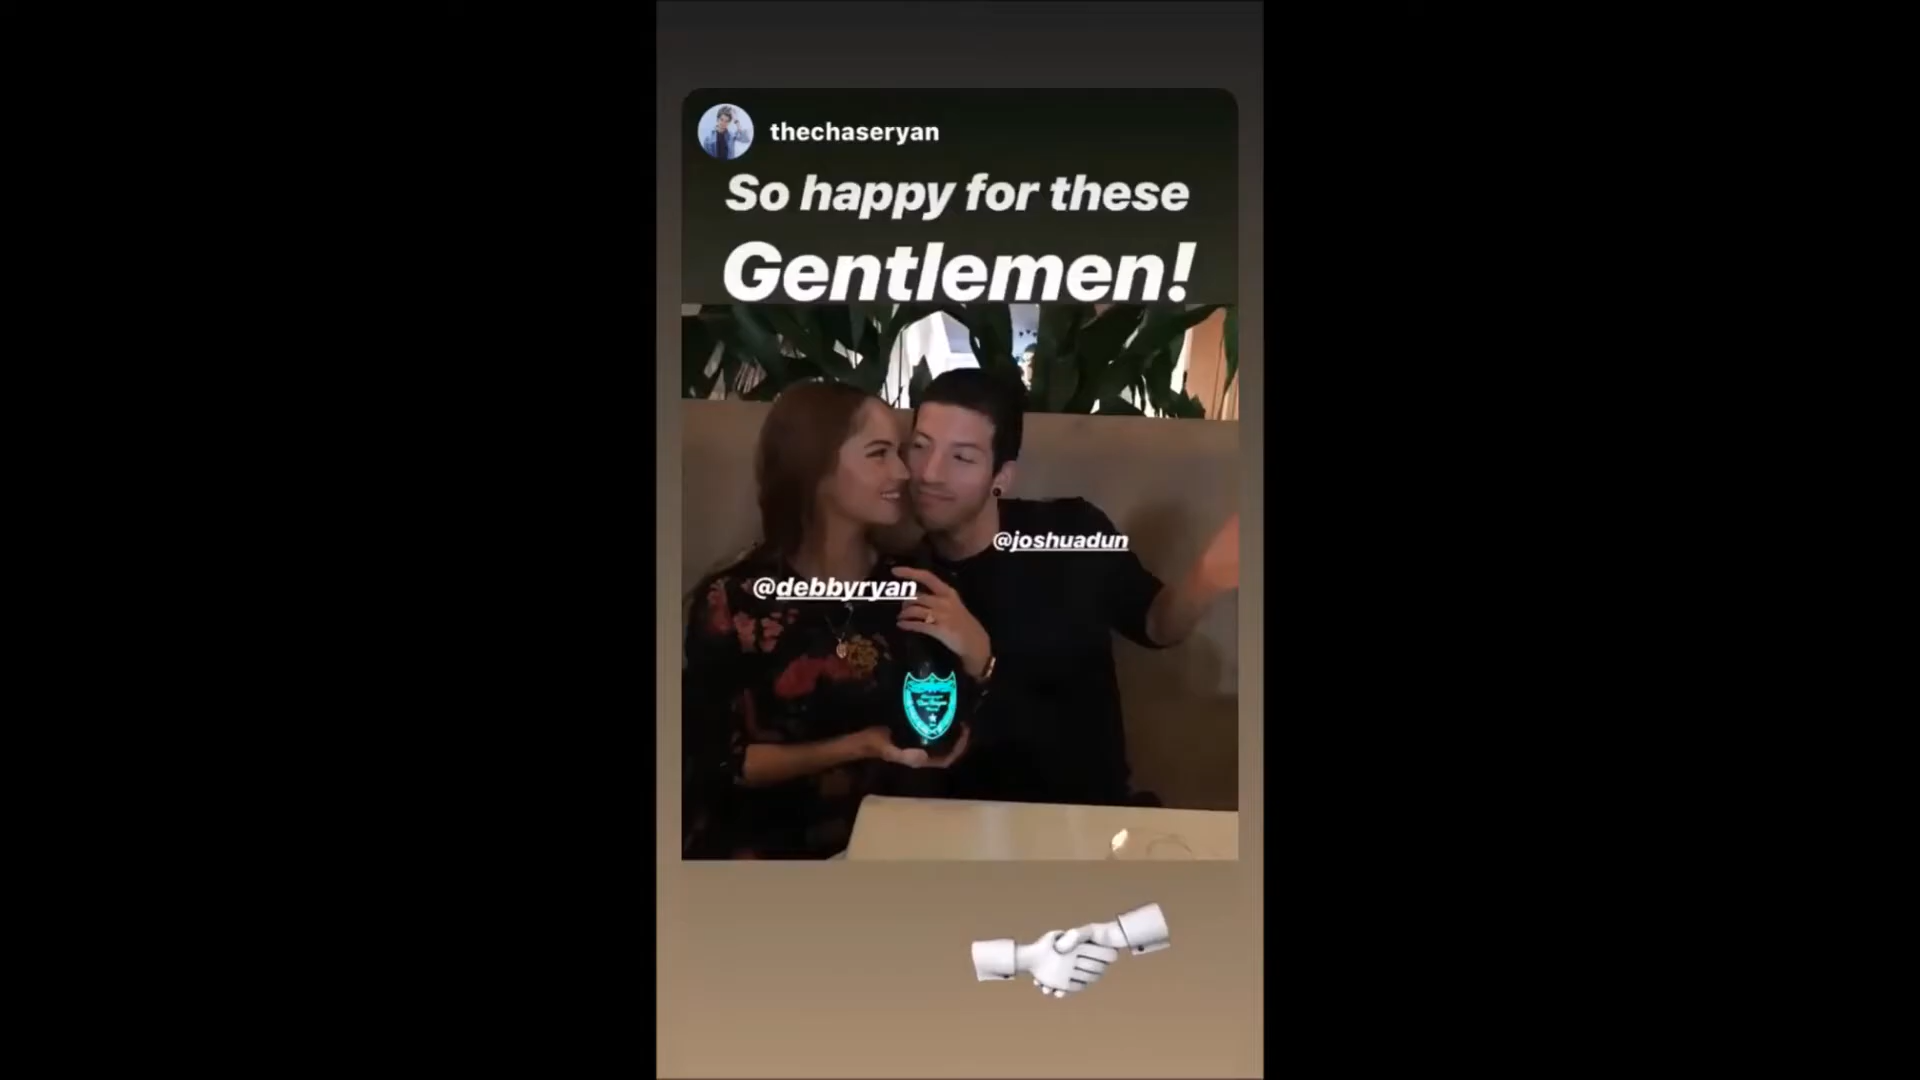 thechaseryan
So happy for these
Gentlemen!
@joshuadun
@debbyryan